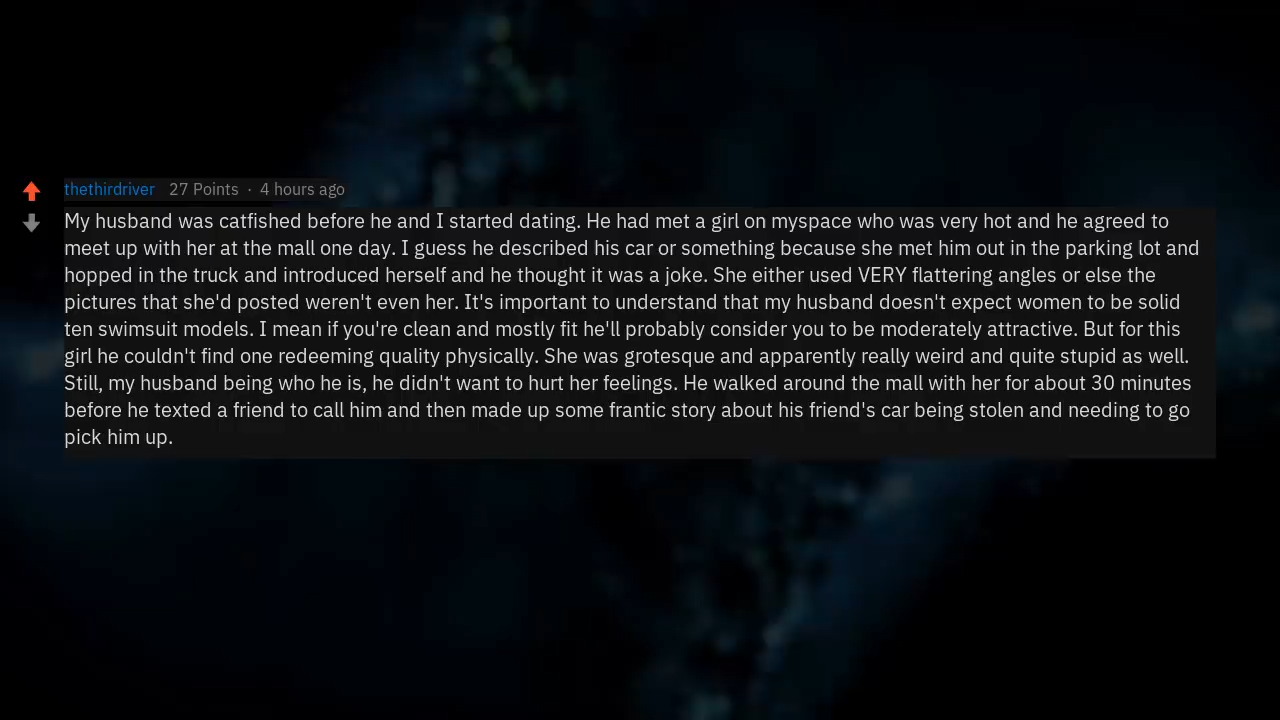 thethirdriver 27 Points · 4 hours ago
My husband was catfished before he and I started dating. He had met a girl on myspace who was very hot and he agreed to
meet up with her at the mall one day. I guess he described his car or something because she met him out in the parking lot and
hopped in the truck and introduced herself and he thought it was a joke. She either used VERY flattering angles or else the
pictures that she'd posted weren't even her. It's important to understand that my husband doesn't expect women to be solid
ten swimsuit models. I mean if you're clean and mostly fit he'll probably consider you to be moderately attractive. But for this
girl he couldn't find one redeeming quality physically. She was grotesque and apparently really weird and quite stupid as well.
Still, my husband being who he is, he didn't want to hurt her feelings. He walked around the mall with her for about 30 minutes
before he texted a friend to call him and then made up some frantic story about his friend's car being stolen and needing to go
pick him up.